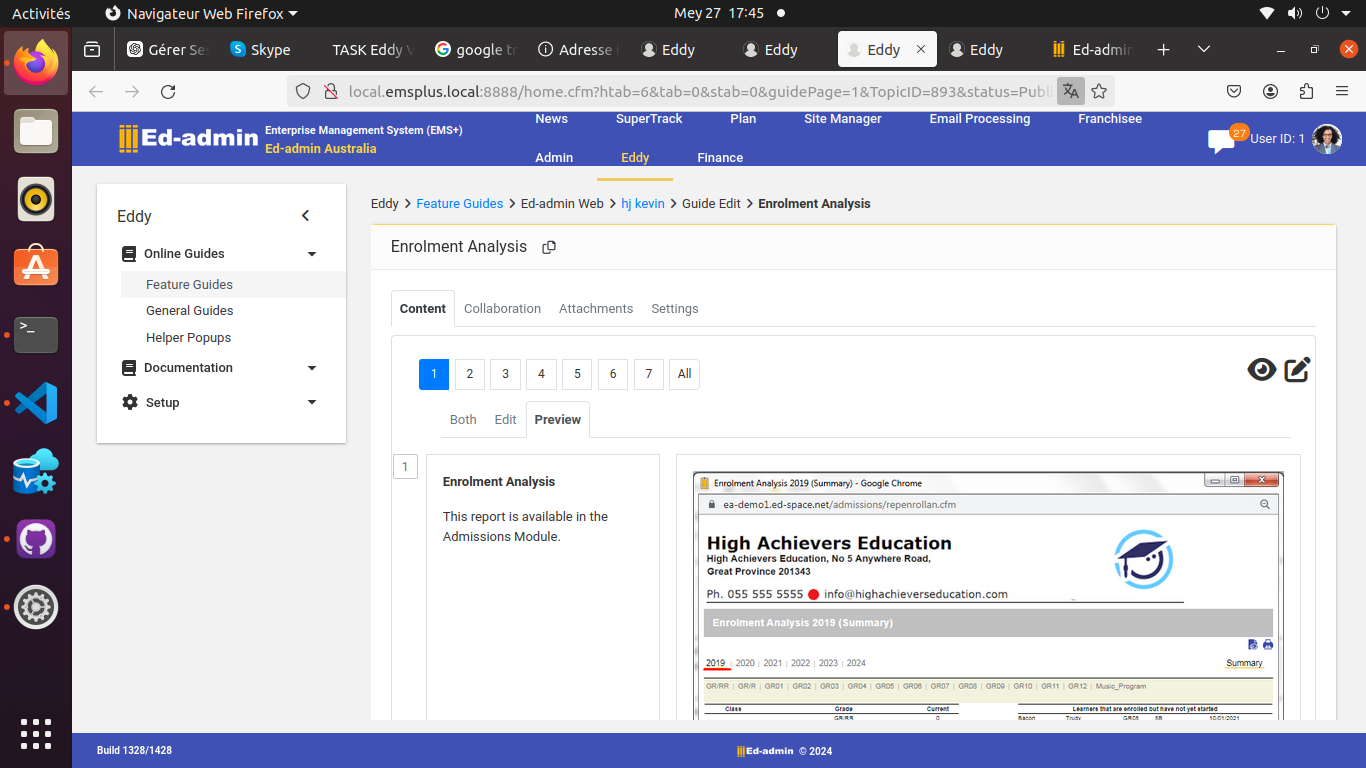 Activités
Navigateur Web Firefox
Mey 27 17:45
Gérer Se
Skype
TASK Eddy V
google tr
Adresse
Eddy
Eddy
Eddy
Eddy
Ed-admin
local.emsplus.local:8888/home.cfm?htab=6&tab=0&stab=0&guidePage=1&TopicID=893&status=Publ
Ed-admin
Enterprise Management System (EMS+)
Ed-admin Australia
News
SuperTrack
Plan
Site Manager
Email Processing
Franchisee
Admin
Eddy
Finance
27
User ID: 1
Eddy
Online Guides
Feature Guides
General Guides
Helper Popups
Documentation
Setup
Eddy > Feature Guides > Ed-admin Web > hj kevin > Guide Edit > Enrolment Analysis
Enrolment Analysis
Content
Collaboration
Attachments
Settings
1
2
3
4
5
6
7
All
Both
Edit
Preview
1
Enrolment Analysis
This report is available in the
Admissions Module.
Enrolment Analysis 2019 (Summary) - Google Chrome
ea-demo1.ed-space.net/admissions/repenrollan.cfm
High Achievers Education
High Achievers Education, No 5 Anywhere Road,
Great Province 201343
Ph. 055 555 5555
info@highachieverseducation.com
Enrolment Analysis 2019 (Summary)
2019 | 2020 | 2021 | 2022 | 2023 | 2024
Summary
GR/RR | GR/R | GR01 | GR02 | GR03 | GR04 | GR05 | GR06 | GR07 | GR08 | GR09 | GR10 | GR11 | GR12 | Music_Program
Class
Grade
Current
Learners that are enrolled but have not yet started
GR/RR
0
Bacon
Trudy
GR08
5B
10/01/2021
Build 1328/1428
Ed-admin © 2024